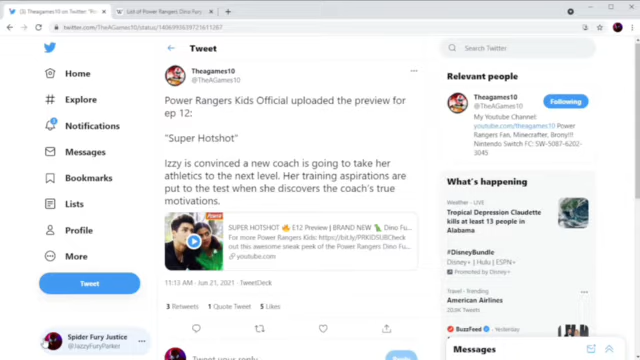 (3) Theagames10 on Twitter: "Po
List of Power Rangers Dino Fury
twitter.com/TheAGames10/status/1406993639721611267
Home
Explore
Notifications
Messages
Bookmarks
Lists
Profile
More
Tweet
Spider Fury Justice
@JazzyFuryParker
Tweet
Theagames10
@TheAGames10
Power Rangers Kids Official uploaded the preview for
ep 12:
"Super Hotshot"
Izzy is convinced a new coach is going to take her
athletics to the next level. Her training aspirations are
put to the test when she discovers the coach's true
motivations.
SUPER HOTSHOT 🔥 E12 Preview | BRAND NEW 🦖 Dino Fu...
For more Power Rangers Kids: https://bit.ly/PRKIDSUBCheck
out this awesome sneak peek of the Power Rangers Dino Fu...
youtube.com
11:13 AM · Jun 21, 2021 · TweetDeck
3 Retweets 1 Quote Tweet 5 Likes
Tweet your reply
Reply
Search Twitter
Relevant people
Theagames10
@TheAGames10
Following
My Youtube Channel:
youtube.com/theagames10 Power
Rangers Fan, Minecrafter, Brony!!!
Nintendo Switch FC: SW-5087-6202-
3045
What's happening
Weather · LIVE
Tropical Depression Claudette
kills at least 13 people in
Alabama
#DisneyBundle
Disney+ | Hulu | ESPN+
Promoted by Disney+
Travel · Trending
American Airlines
BuzzFeed · Yesterday
Messages